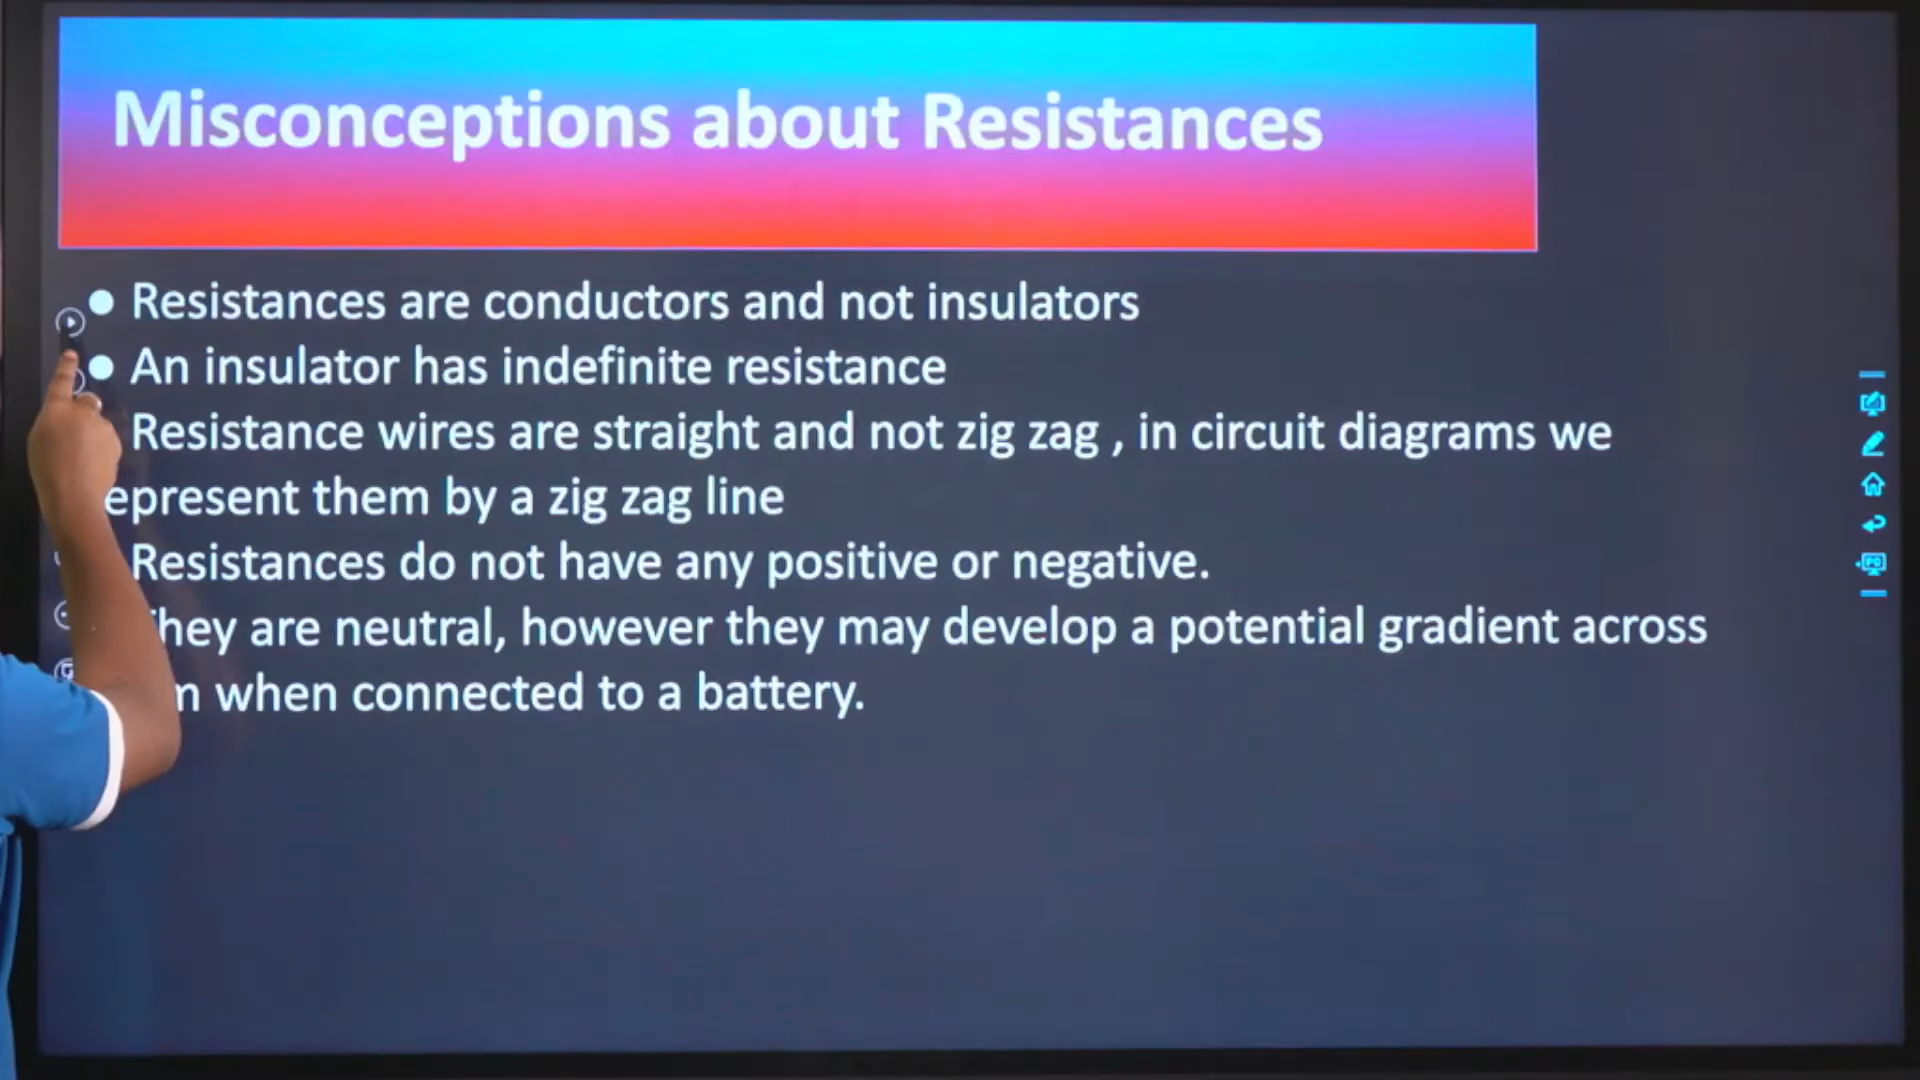 Misconceptions about Resistances
● Resistances are conductors and not insulators
● An insulator has indefinite resistance
Resistance wires are straight and not zig zag , in circuit diagrams we
epresent them by a zig zag line
Resistances do not have any positive or negative.
hey are neutral, however they may develop a potential gradient across
m when connected to a battery.